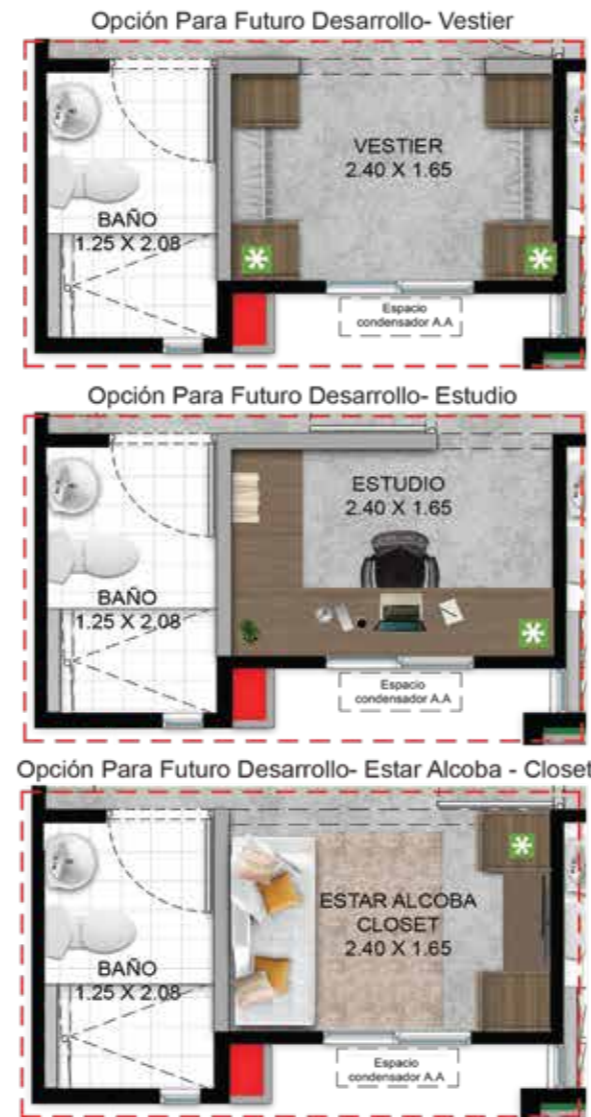 Opción Para Futuro Desarrollo- Vestier
VESTIER
2.40 X 1.65
BAÑO
1.25 X 2.08
Espacio
condensador A.A
Opción Para Futuro Desarrollo- Estudio
ESTUDIO
2.40 X 1.65
BAÑO
1.25 X 2.08
Espacio
condensador A.A
Opción Para Futuro Desarrollo- Estar Alcoba - Closet
ESTAR ALCOBA
CLOSET
2.40 X 1.65
BAÑO
1.25 X 2.08
Espacio
condensador A.A